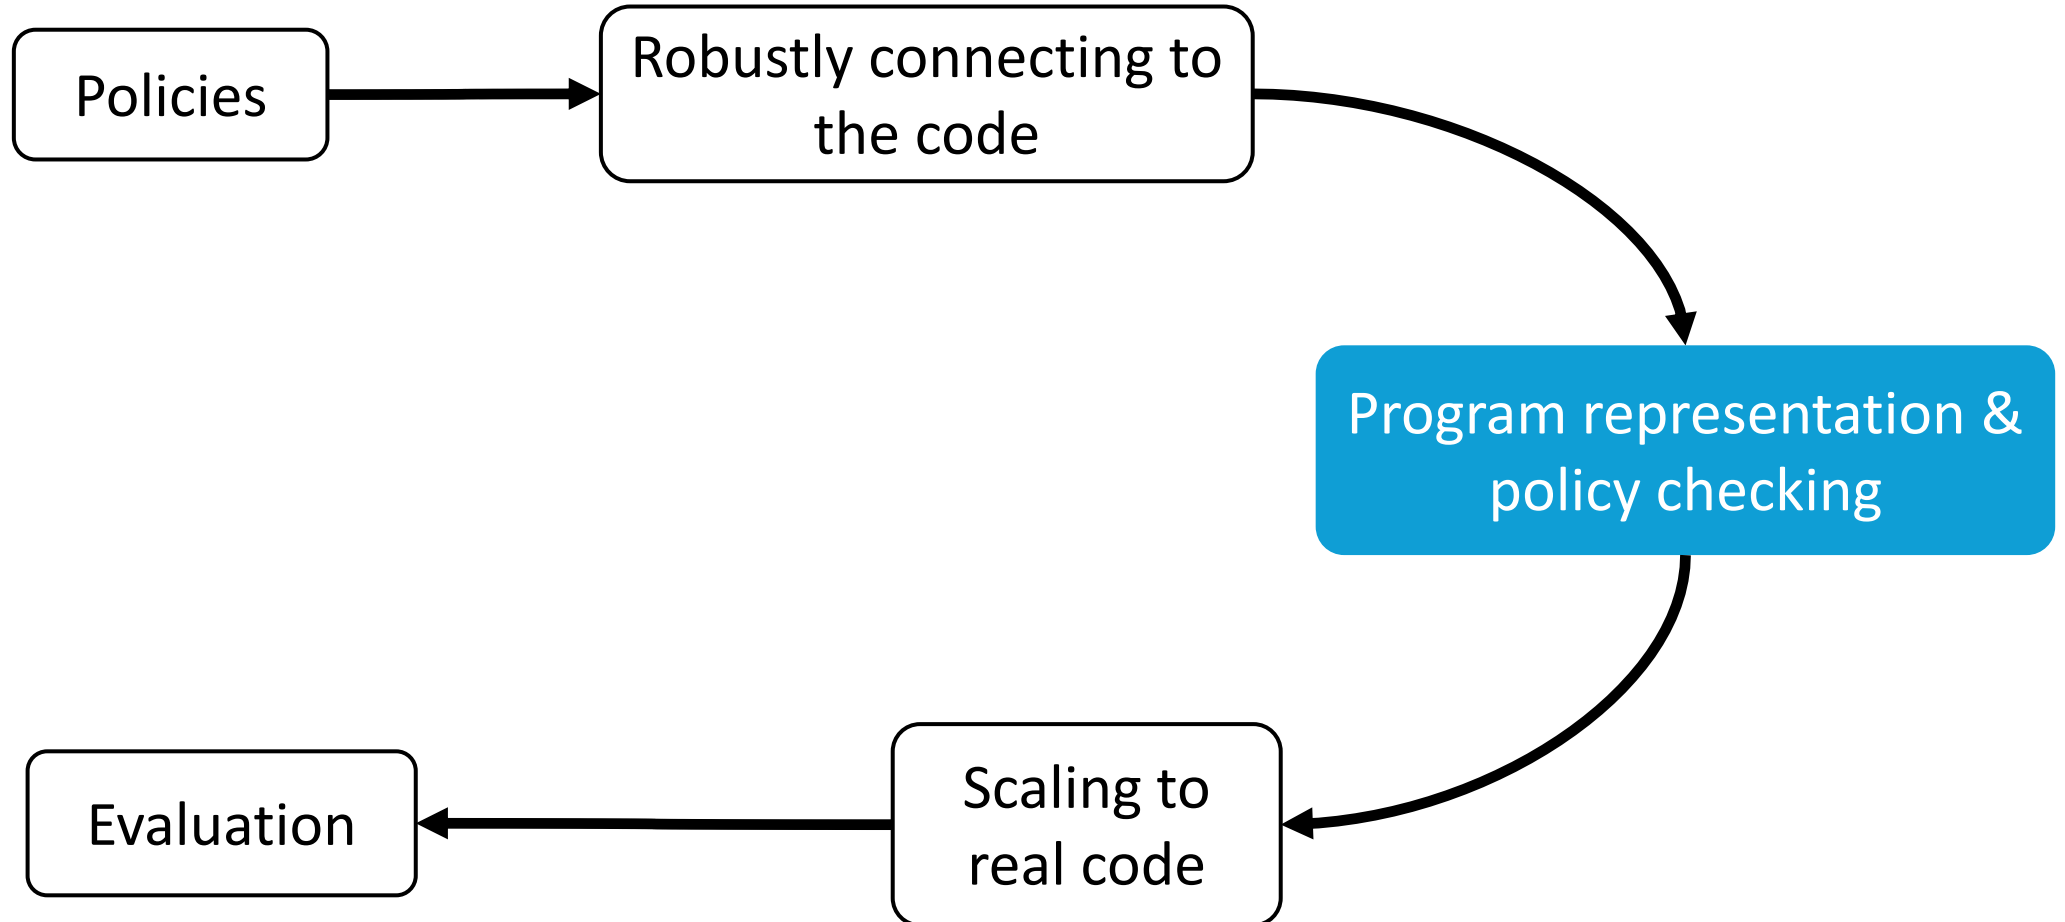 Policies
Robustly connecting to
the code
Program representation &
policy checking
Scaling to
real code
Evaluation